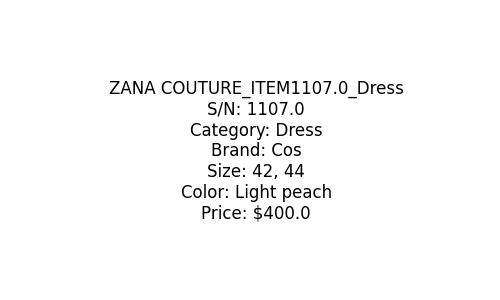 ZANA COUTURE_ITEM1107.0_Dress
S/N: 1107.0
Category: Dress
Brand: Cos
Size: 42, 44
Color: Light peach
Price: $400.0